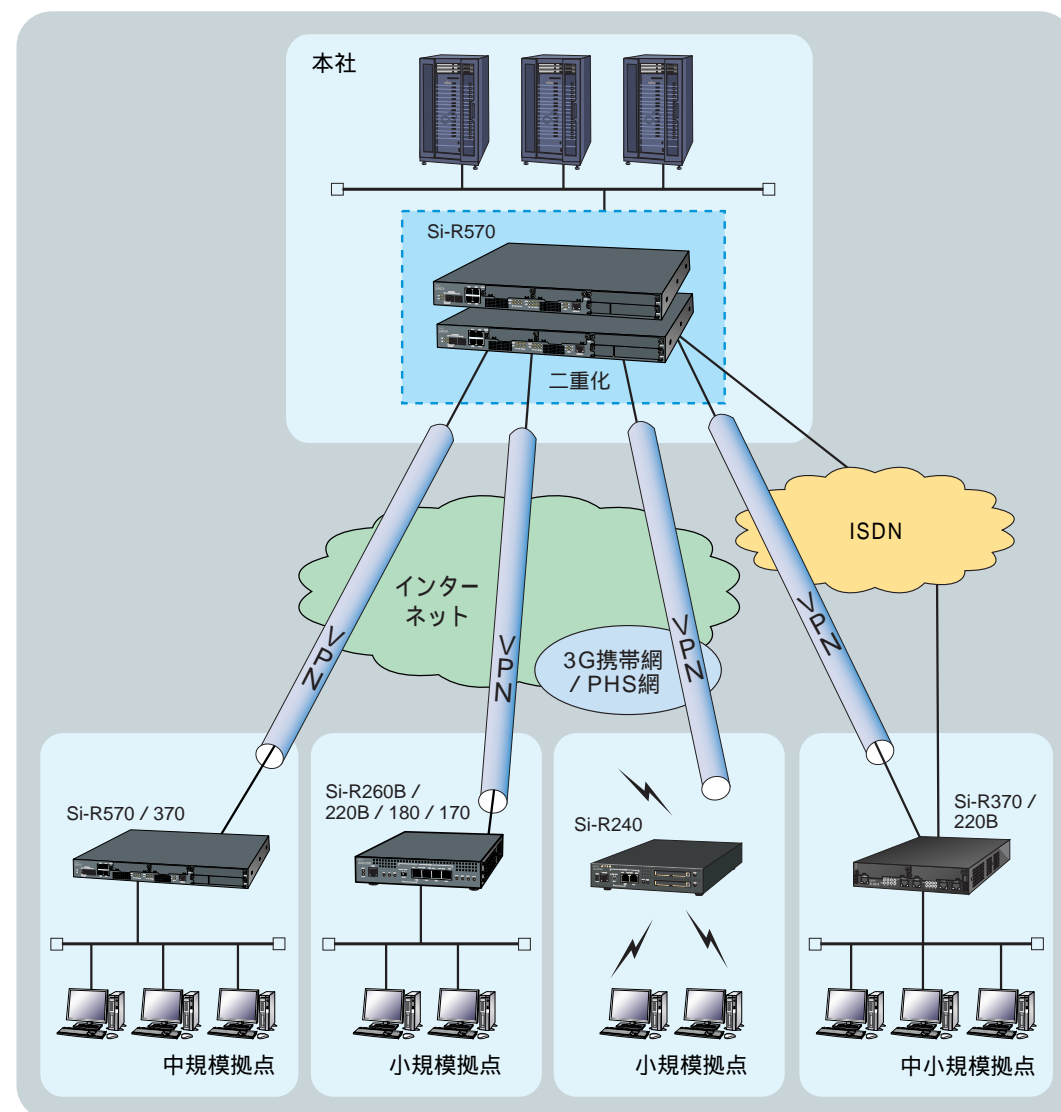 本社
Si-R570
二重化
ISDN
インター
ネット
3G携帯網
/ PHS網
VPN
VPN
VPN
VPN
Si-R570 / 370
Si-R260B /
220B / 180 / 170
Si-R240
Si-R370 /
220B
中規模拠点
小規模拠点
小規模拠点
中小規模拠点